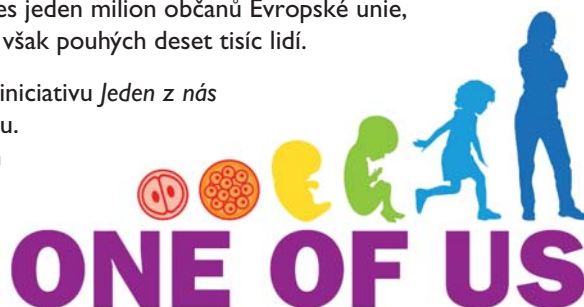 es jeden milion občanů Evropské unie,
však pouhých deset tisíc lidí.
iniciativu Jeden z nás
u.
ONE OF US